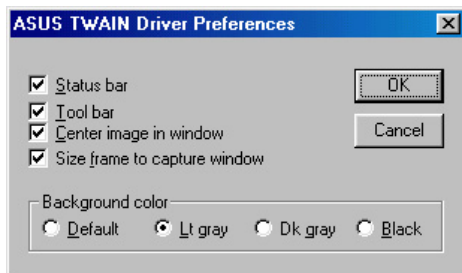 ASUS TWAIN Driver Preferences
Status bar
Tool bar
Center image in window
Size frame to capture window
OK
Cancel
Background color
Default Lt gray Dk gray Black